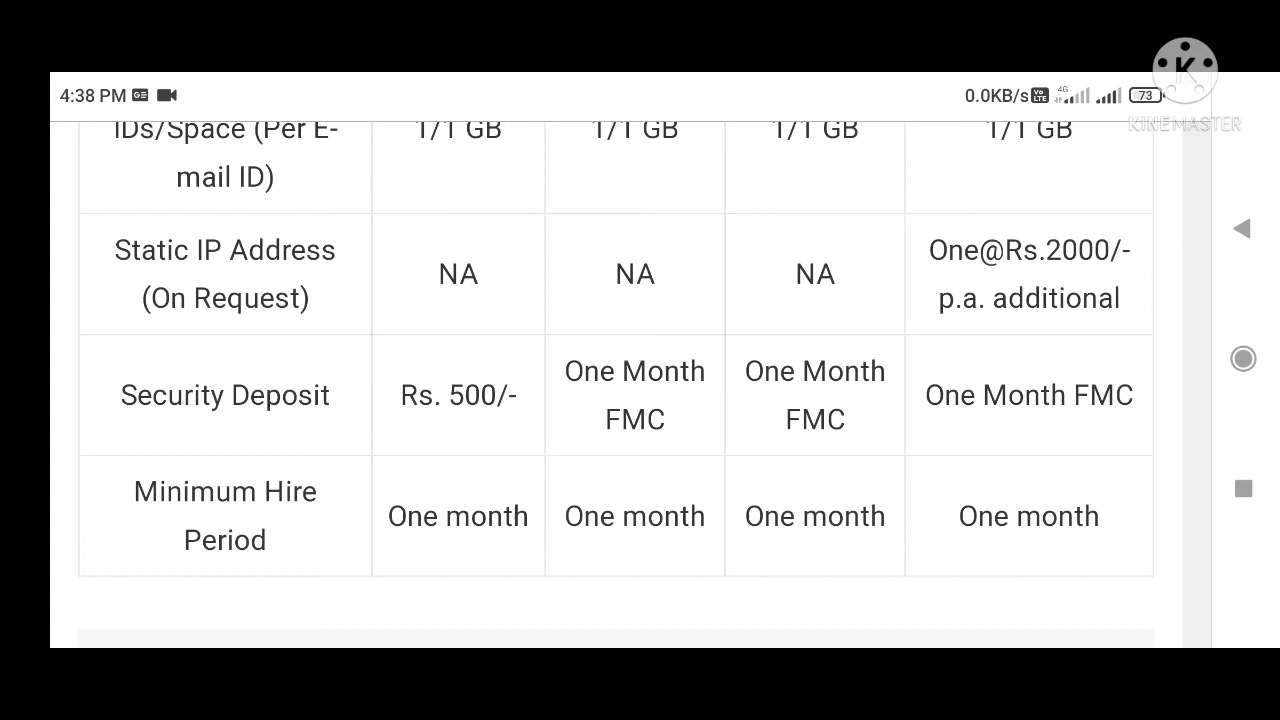 4:38 PM
0.0KB/s Vo LTE 4G 73
KINEMASTER
IDs/Space (Per E-
mail ID)
1/1 GB
1/1 GB
1/1 GB
1/1 GB
Static IP Address
(On Request)
NA
NA
NA
One@Rs.2000/-
p.a. additional
Security Deposit
Rs. 500/-
One Month
FMC
One Month
FMC
One Month FMC
Minimum Hire
Period
One month
One month
One month
One month